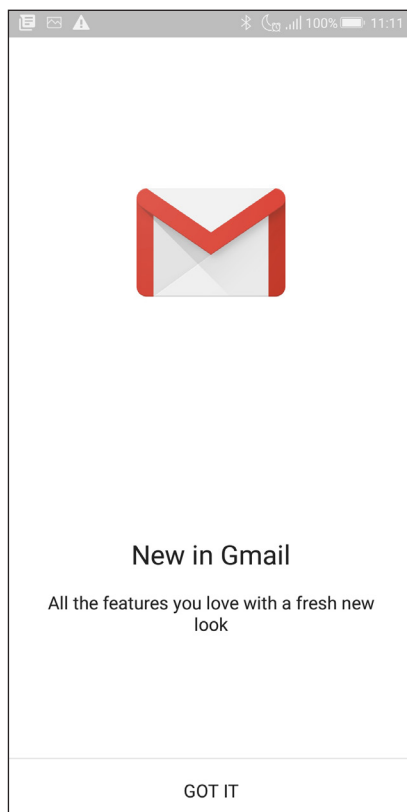 100% 11:11
New in Gmail
All the features you love with a fresh new
look
GOT IT